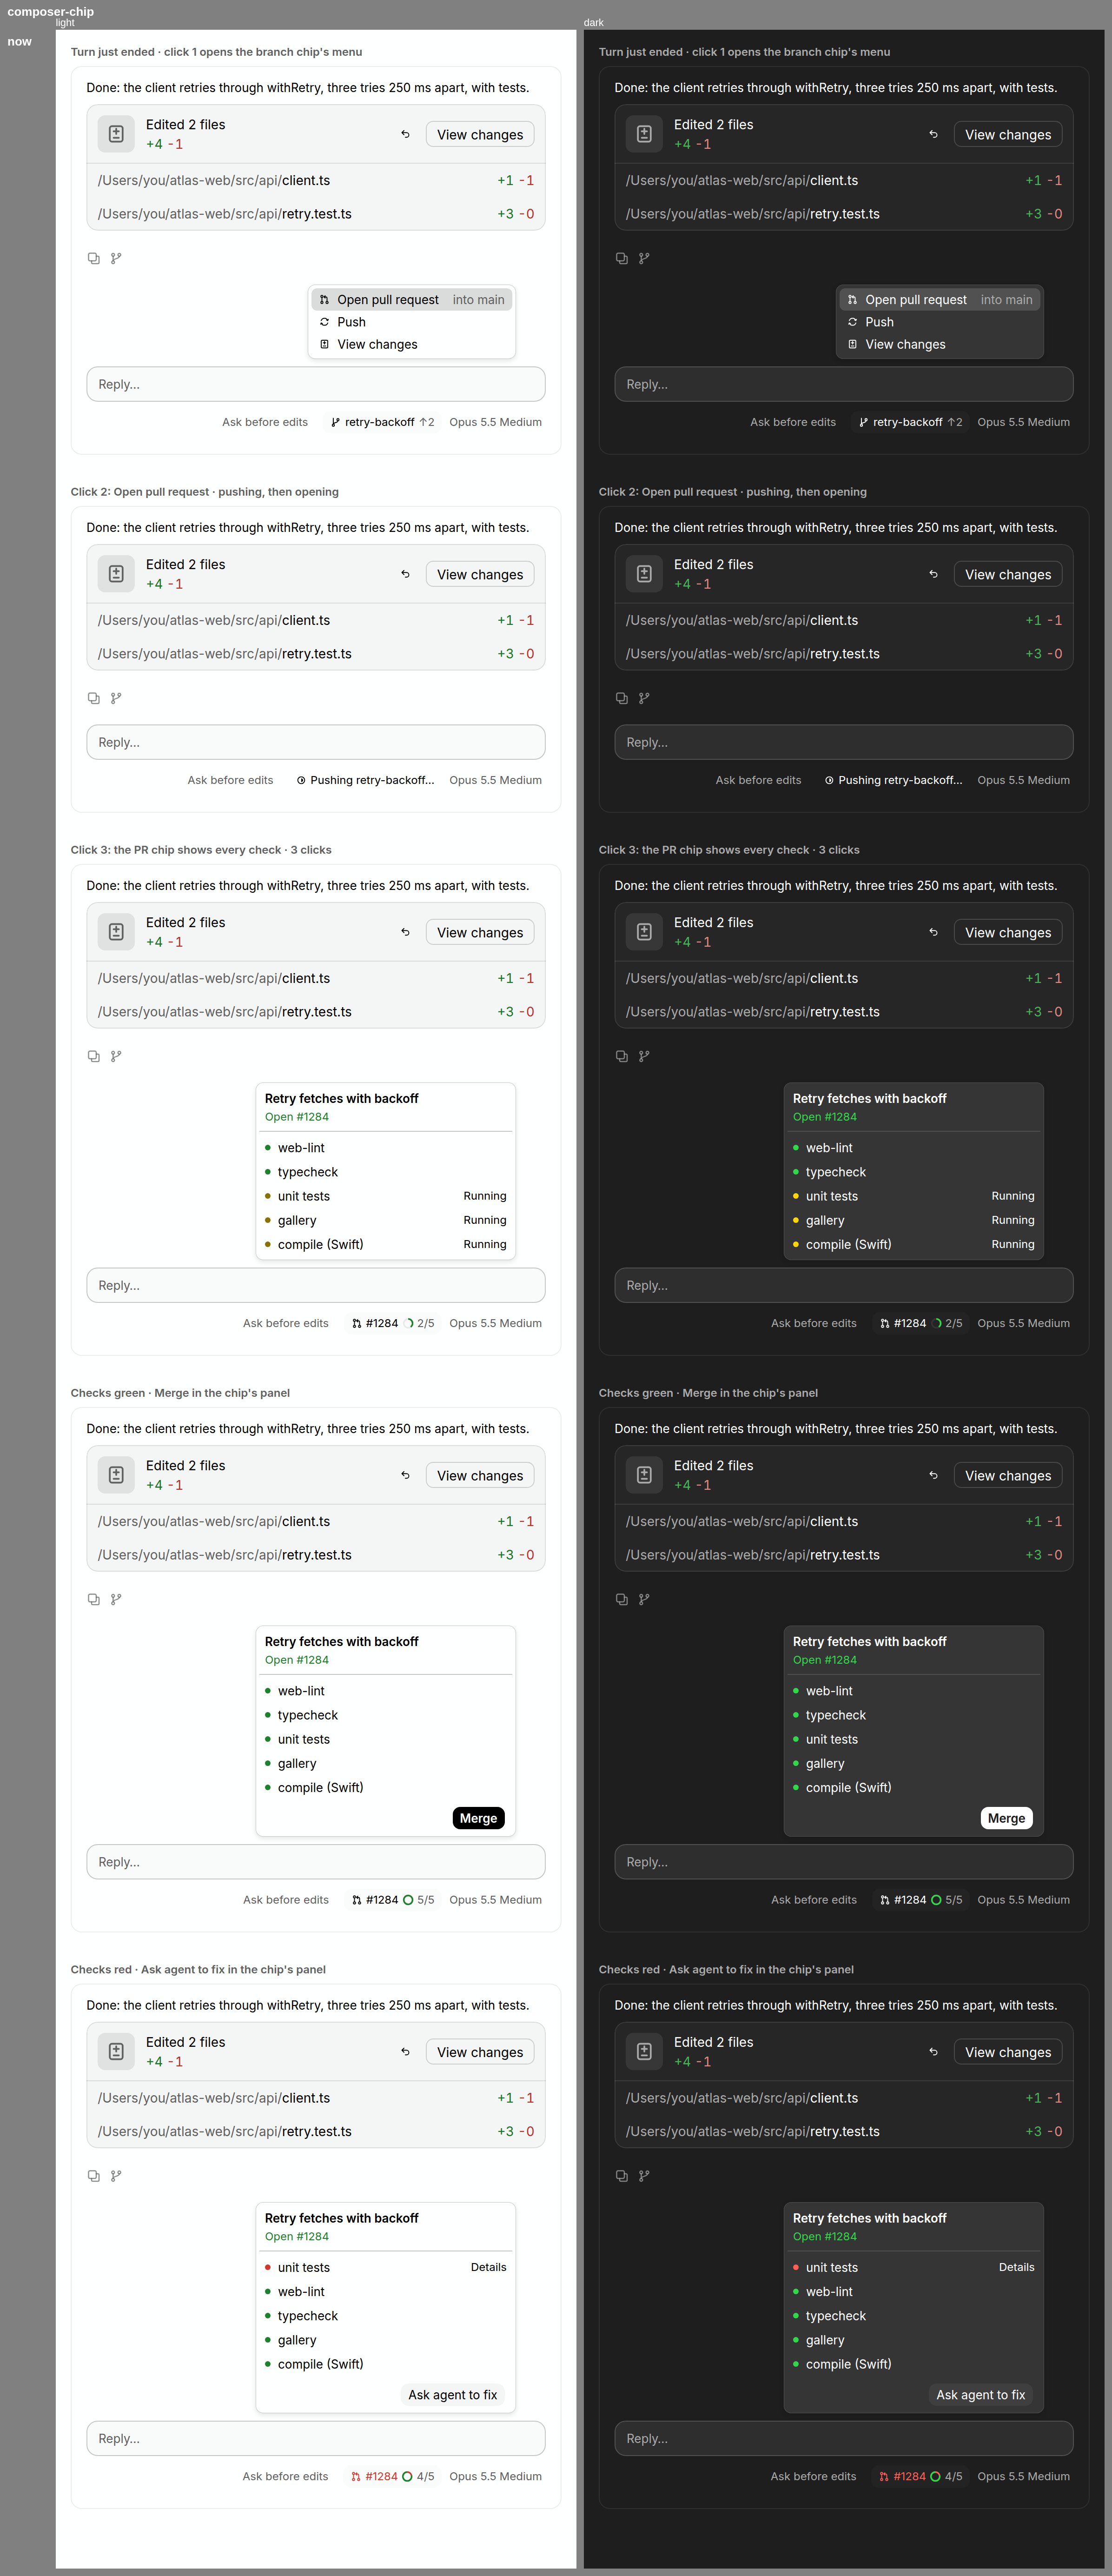 composer-chip
light
dark
now
Turn just ended · click 1 opens the branch chip's menu
Done: the client retries through withRetry, three tries 250 ms apart, with tests.
Edited 2 files
+4 -1
View changes
/Users/you/atlas-web/src/api/client.ts +1 -1
/Users/you/atlas-web/src/api/retry.test.ts +3 -0
Open pull request into main
Push
View changes
Reply...
Ask before edits retry-backoff ↑2 Opus 5.5 Medium
Click 2: Open pull request · pushing, then opening
Done: the client retries through withRetry, three tries 250 ms apart, with tests.
Edited 2 files
+4 -1
View changes
/Users/you/atlas-web/src/api/client.ts +1 -1
/Users/you/atlas-web/src/api/retry.test.ts +3 -0
Reply...
Ask before edits Pushing retry-backoff... Opus 5.5 Medium
Click 3: the PR chip shows every check · 3 clicks
Done: the client retries through withRetry, three tries 250 ms apart, with tests.
Edited 2 files
+4 -1
View changes
/Users/you/atlas-web/src/api/client.ts +1 -1
/Users/you/atlas-web/src/api/retry.test.ts +3 -0
Retry fetches with backoff
Open #1284
web-lint
typecheck
unit tests Running
gallery Running
compile (Swift) Running
Reply...
Ask before edits #1284 2/5 Opus 5.5 Medium
Checks green · Merge in the chip's panel
Done: the client retries through withRetry, three tries 250 ms apart, with tests.
Edited 2 files
+4 -1
View changes
/Users/you/atlas-web/src/api/client.ts +1 -1
/Users/you/atlas-web/src/api/retry.test.ts +3 -0
Retry fetches with backoff
Open #1284
web-lint
typecheck
unit tests
gallery
compile (Swift)
Merge
Reply...
Ask before edits #1284 5/5 Opus 5.5 Medium
Checks red · Ask agent to fix in the chip's panel
Done: the client retries through withRetry, three tries 250 ms apart, with tests.
Edited 2 files
+4 -1
View changes
/Users/you/atlas-web/src/api/client.ts +1 -1
/Users/you/atlas-web/src/api/retry.test.ts +3 -0
Retry fetches with backoff
Open #1284
unit tests Details
web-lint
typecheck
gallery
compile (Swift)
Ask agent to fix
Reply...
Ask before edits #1284 4/5 Opus 5.5 Medium
Turn just ended · click 1 opens the branch chip's menu
Done: the client retries through withRetry, three tries 250 ms apart, with tests.
Edited 2 files
+4 -1
View changes
/Users/you/atlas-web/src/api/client.ts +1 -1
/Users/you/atlas-web/src/api/retry.test.ts +3 -0
Open pull request into main
Push
View changes
Reply...
Ask before edits retry-backoff ↑2 Opus 5.5 Medium
Click 2: Open pull request · pushing, then opening
Done: the client retries through withRetry, three tries 250 ms apart, with tests.
Edited 2 files
+4 -1
View changes
/Users/you/atlas-web/src/api/client.ts +1 -1
/Users/you/atlas-web/src/api/retry.test.ts +3 -0
Reply...
Ask before edits Pushing retry-backoff... Opus 5.5 Medium
Click 3: the PR chip shows every check · 3 clicks
Done: the client retries through withRetry, three tries 250 ms apart, with tests.
Edited 2 files
+4 -1
View changes
/Users/you/atlas-web/src/api/client.ts +1 -1
/Users/you/atlas-web/src/api/retry.test.ts +3 -0
Retry fetches with backoff
Open #1284
web-lint
typecheck
unit tests Running
gallery Running
compile (Swift) Running
Reply...
Ask before edits #1284 2/5 Opus 5.5 Medium
Checks green · Merge in the chip's panel
Done: the client retries through withRetry, three tries 250 ms apart, with tests.
Edited 2 files
+4 -1
View changes
/Users/you/atlas-web/src/api/client.ts +1 -1
/Users/you/atlas-web/src/api/retry.test.ts +3 -0
Retry fetches with backoff
Open #1284
web-lint
typecheck
unit tests
gallery
compile (Swift)
Merge
Reply...
Ask before edits #1284 5/5 Opus 5.5 Medium
Checks red · Ask agent to fix in the chip's panel
Done: the client retries through withRetry, three tries 250 ms apart, with tests.
Edited 2 files
+4 -1
View changes
/Users/you/atlas-web/src/api/client.ts +1 -1
/Users/you/atlas-web/src/api/retry.test.ts +3 -0
Retry fetches with backoff
Open #1284
unit tests Details
web-lint
typecheck
gallery
compile (Swift)
Ask agent to fix
Reply...
Ask before edits #1284 4/5 Opus 5.5 Medium